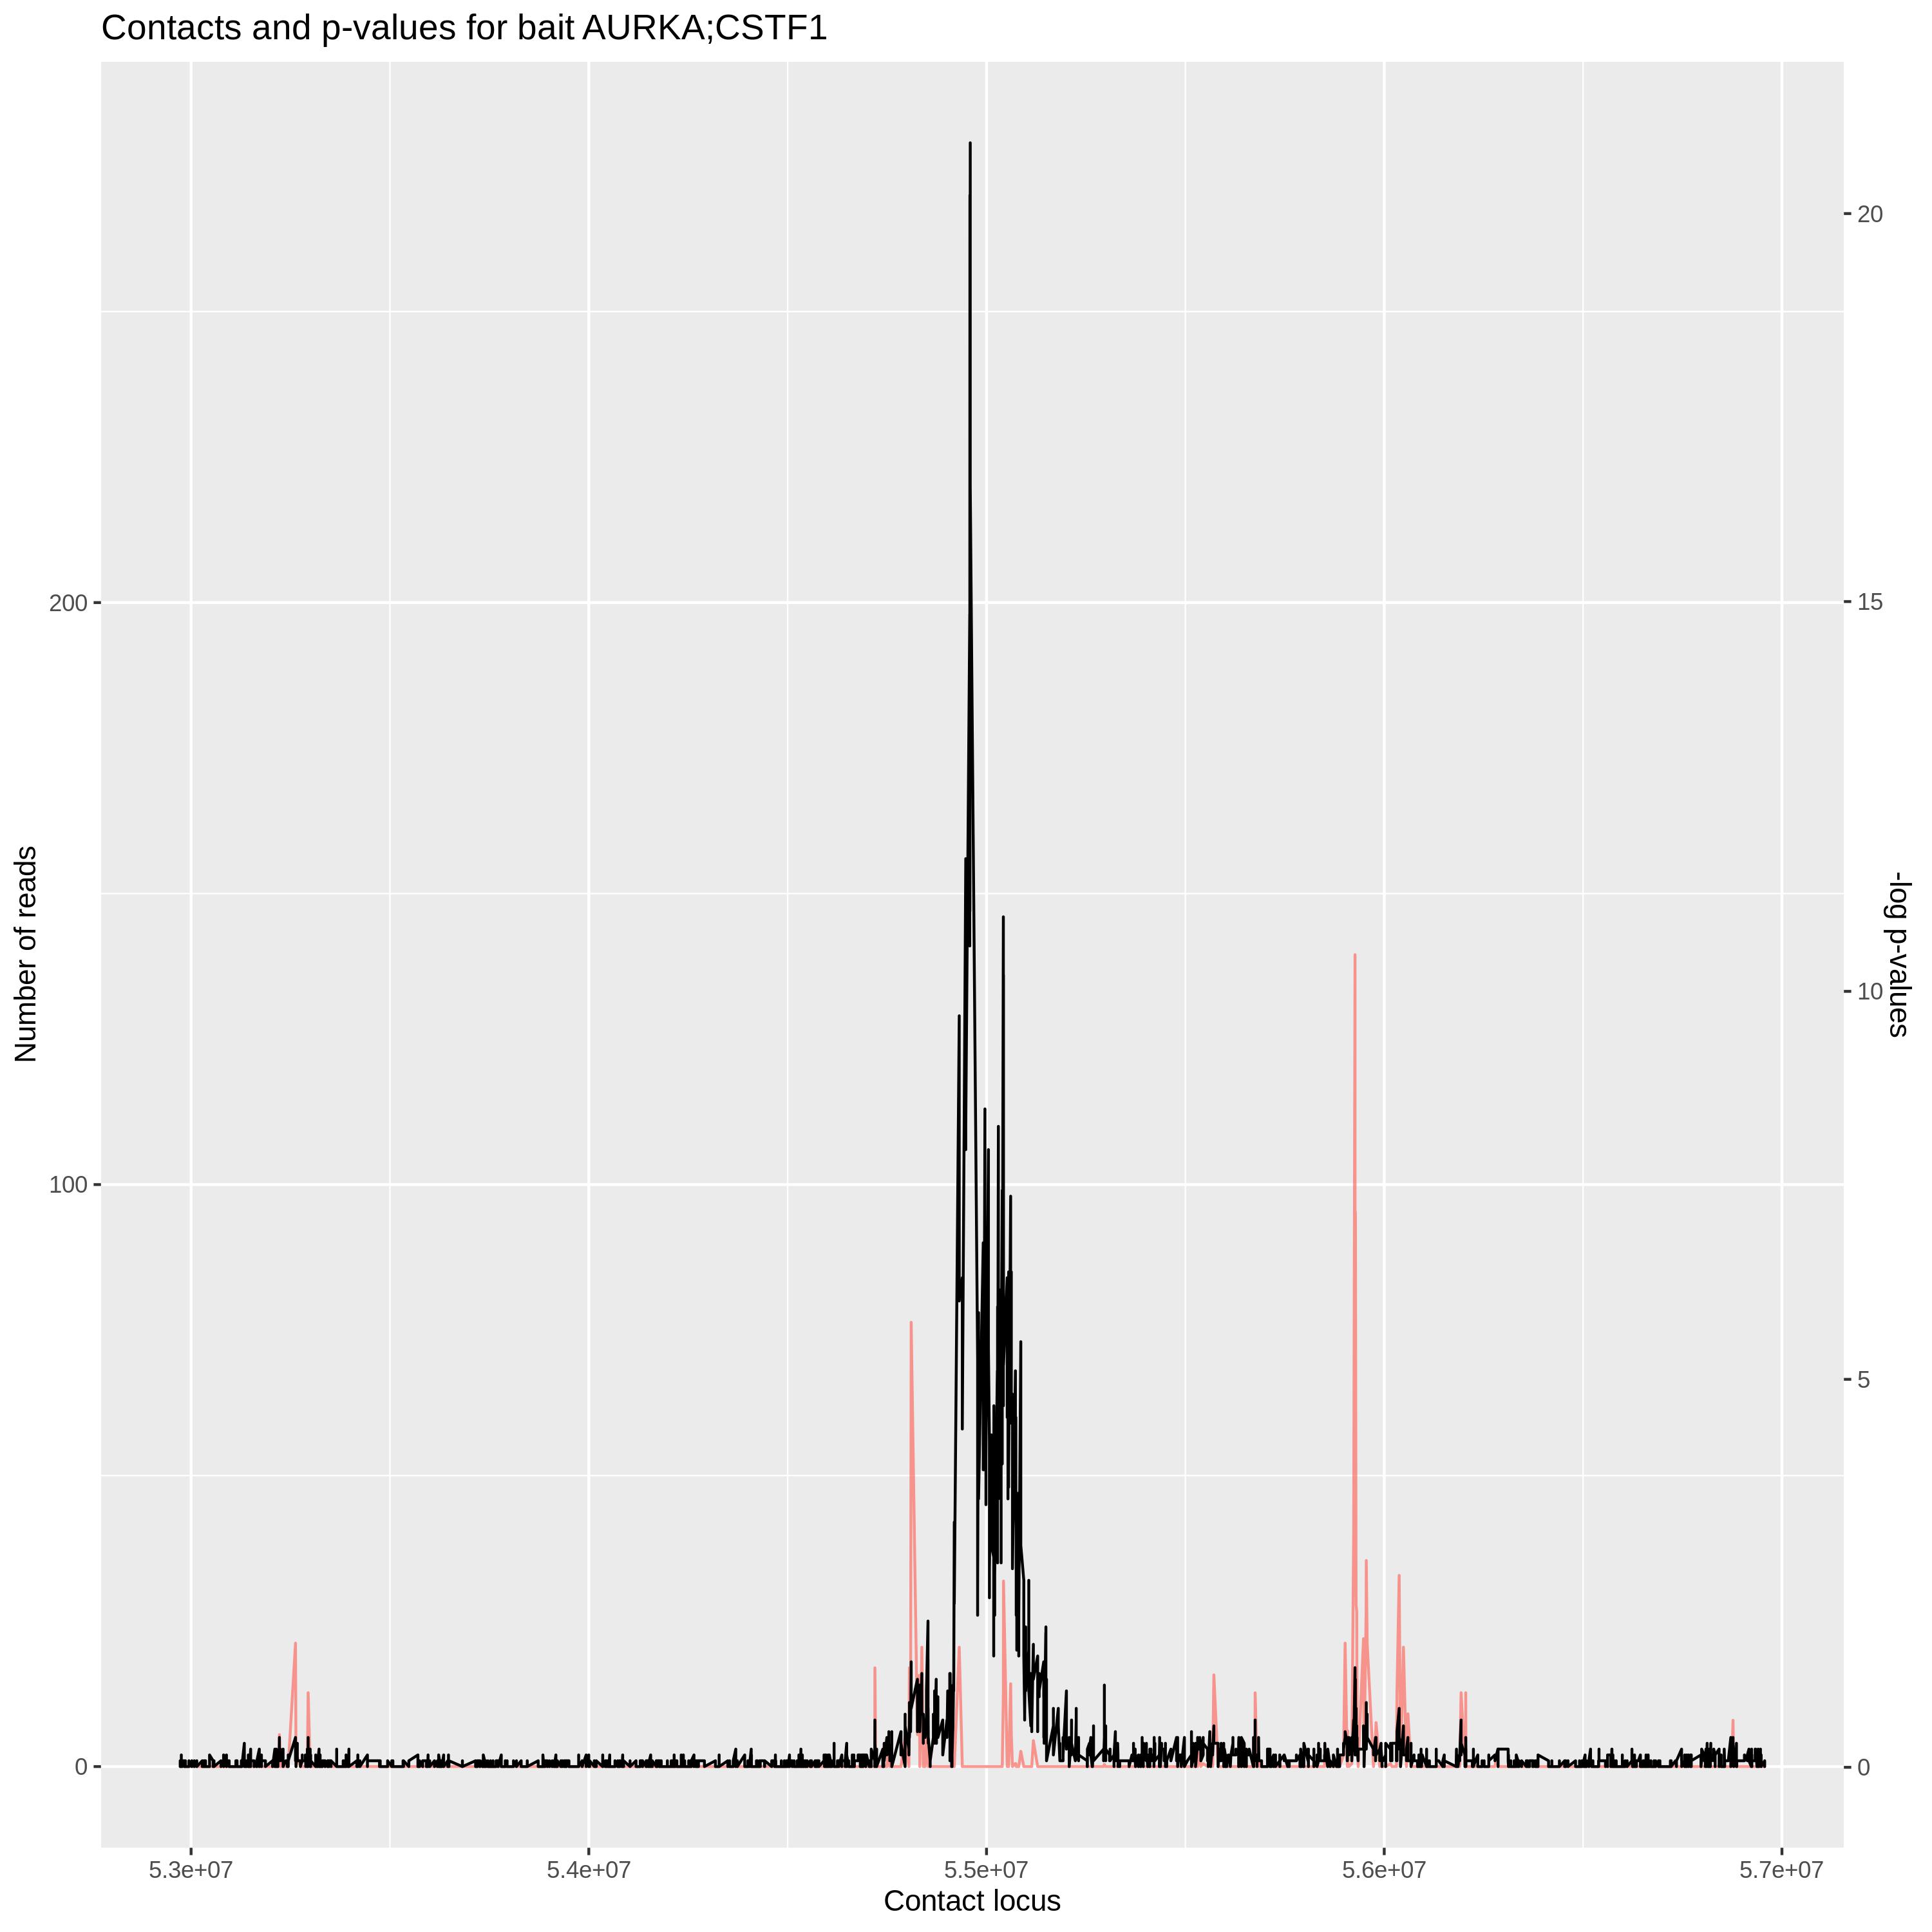 Contacts and p-values for bait AURKA;CSTF1
Number of reads
200
100
0
20
15
10
5
0
-log p-values
5.3e+07
5.4e+07
5.5e+07
5.6e+07
5.7e+07
Contact locus